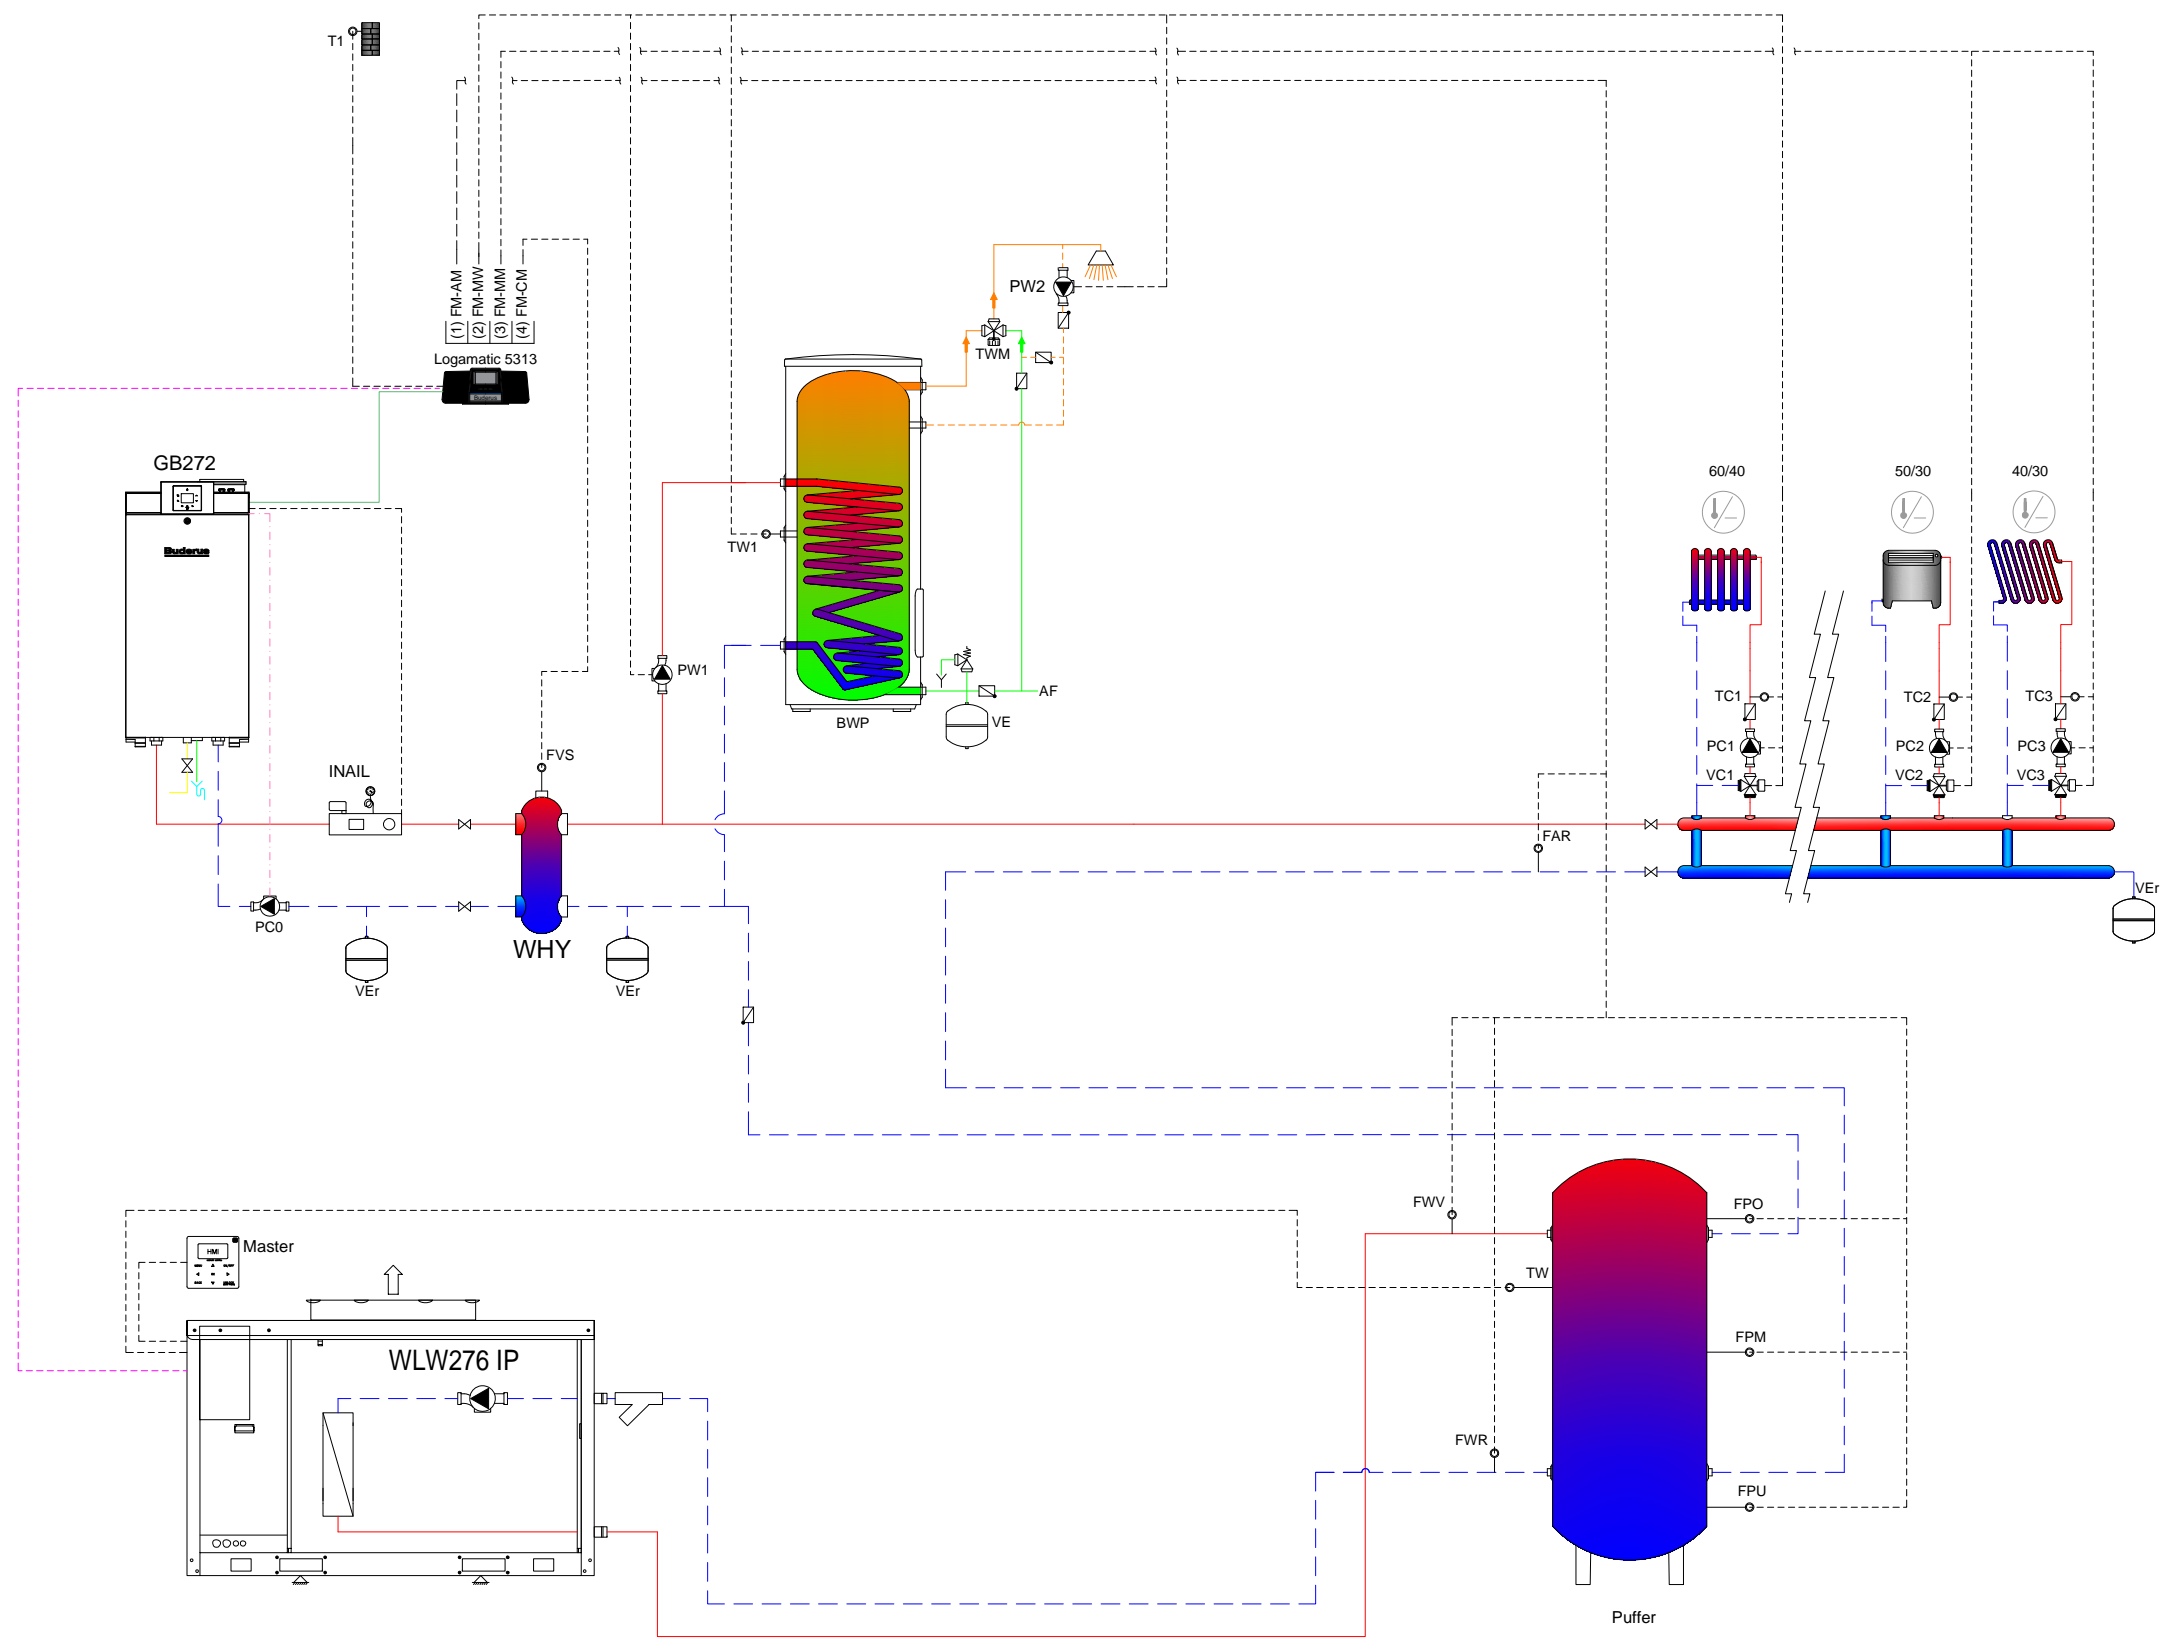 T1
(1) FM-AM
(2) FM-MW
(3) FM-MM
(4) FM-CM
Logamatic 5313
Buderus
PW2
TWM
GB272
Buderus
TW1
60/40
50/30
40/30
PW1
AF
BWP
VE
TC1
TC2
TC3
PC1
PC2
PC3
VC1
VC2
VC3
FVS
INAIL
FAR
VEr
PC0
WHY
VEr
VEr
FWV
FPO
Master
HMI
TW
FPM
WLW276 IP
FWR
FPU
Puffer